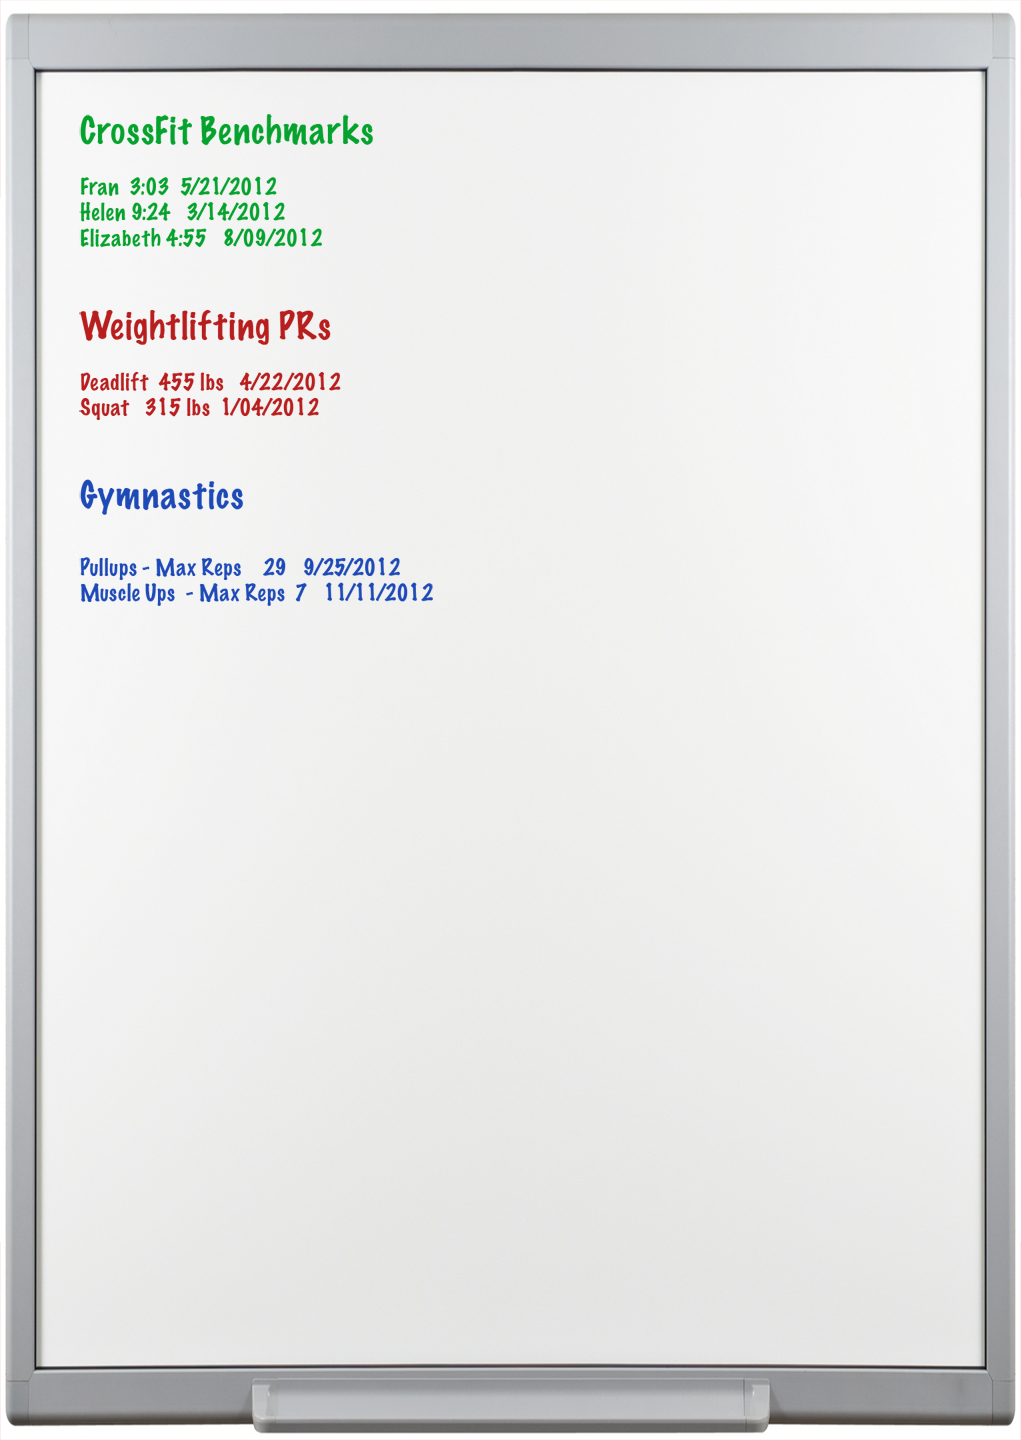 CrossFit Benchmarks
Fran 3:03 5/21/2012
Helen 9:24 3/14/2012
Elizabeth 4:55 8/09/2012
Weightlifting PRs
Deadlift 455 lbs 4/22/2012
Squat 315 lbs 1/04/2012
Gymnastics
Pullups - Max Reps 29 9/25/2012
Muscle Ups - Max Reps 7 11/11/2012